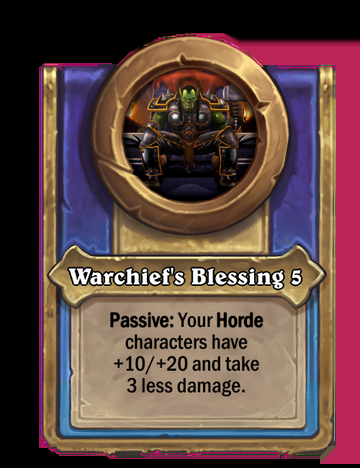 Warchief's Blessing 5
Passive: Your Horde
characters have
+10/+20 and take
3 less damage.